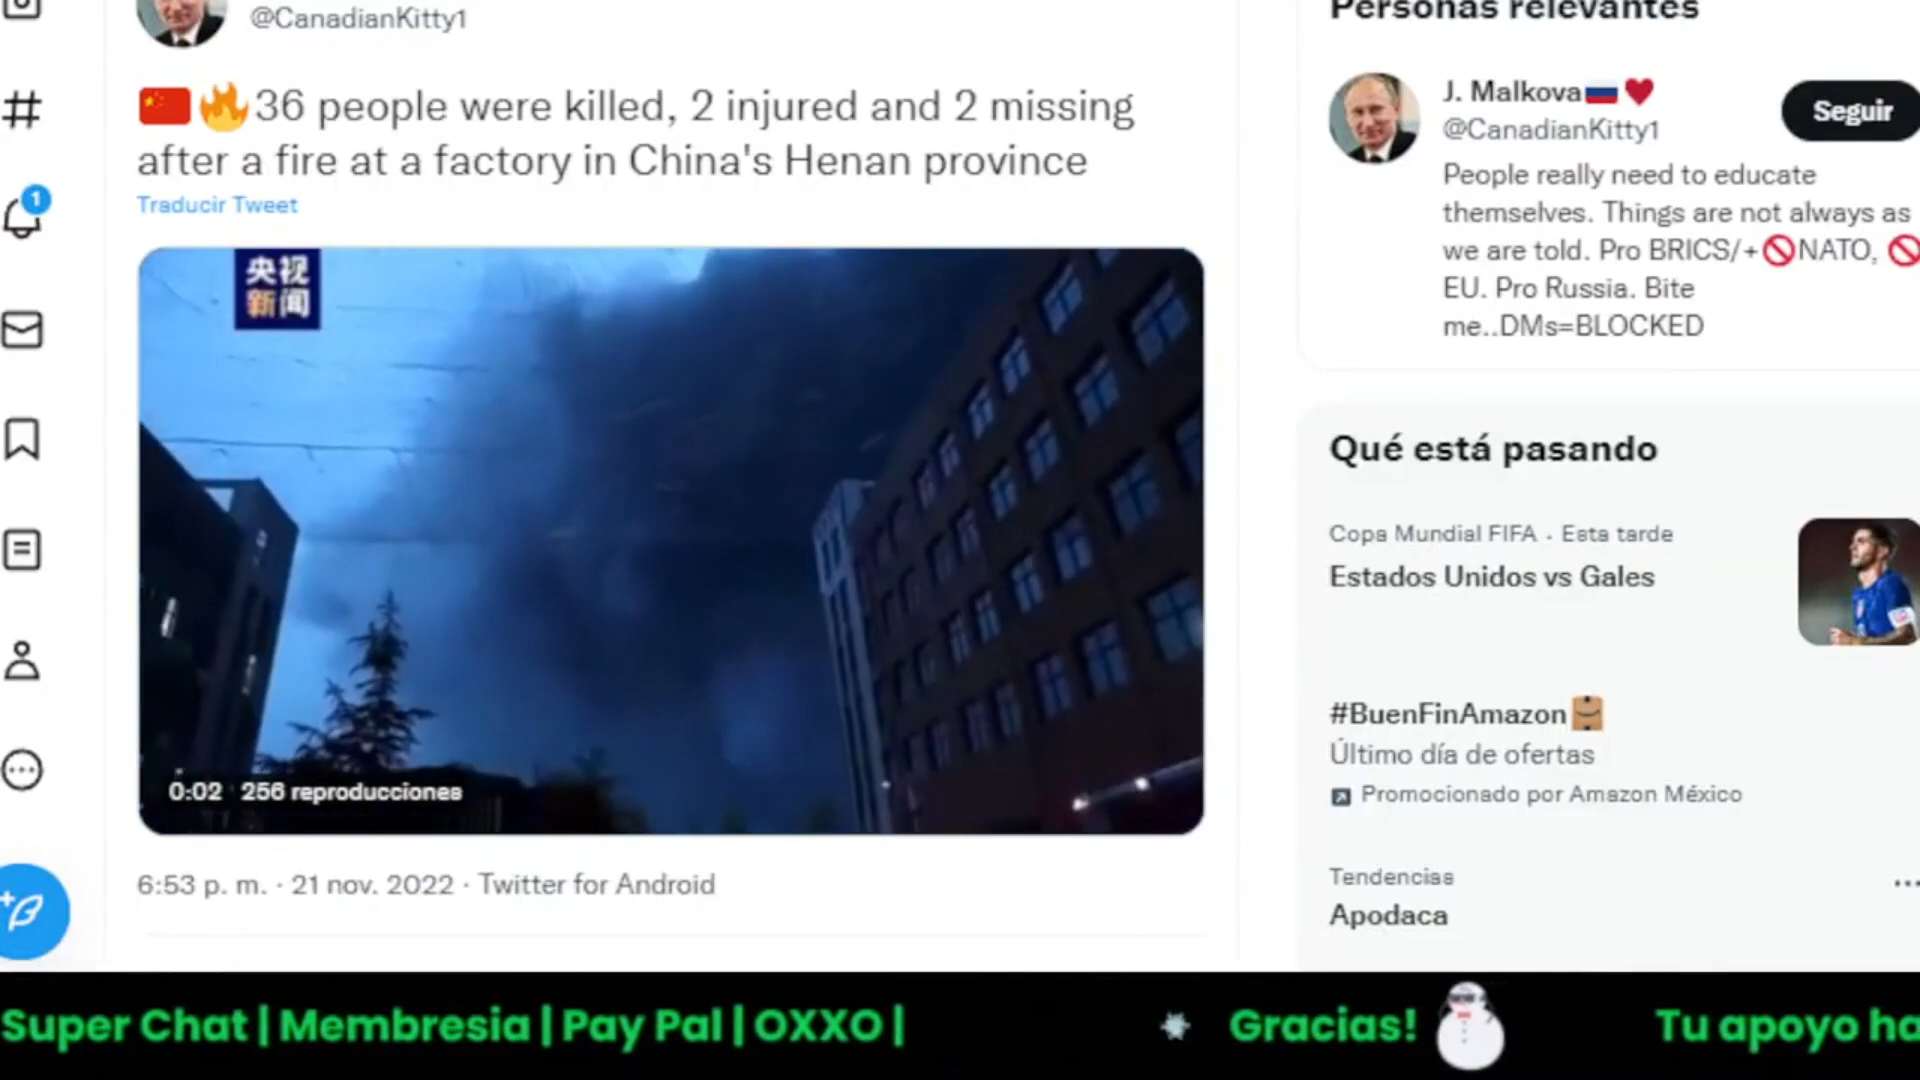 @CanadianKitty1
🇨🇳🔥36 people were killed, 2 injured and 2 missing
after a fire at a factory in China's Henan province
Traducir Tweet
央视
新闻
0:02 256 reproducciones
6:53 p. m. · 21 nov. 2022 · Twitter for Android
1
Personas relevantes
J. Malkova🇷🇺❤️
@CanadianKitty1
Seguir
People really need to educate
themselves. Things are not always as
we are told. Pro BRICS/+🚫NATO, 🚫
EU. Pro Russia. Bite
me..DMs=BLOCKED
Qué está pasando
Copa Mundial FIFA · Esta tarde
Estados Unidos vs Gales
#BuenFinAmazon
Último día de ofertas
Promocionado por Amazon México
Tendencias
Apodaca
Super Chat | Membresia | Pay Pal | OXXO | Gracias! Tu apoyo ha